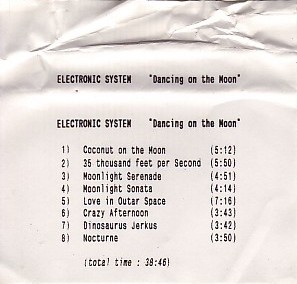 ELECTRONIC SYSTEM "Dancing on the Moon"
ELECTRONIC SYSTEM "Dancing on the Moon"
1) Coconut on the Moon (5:12)
2) 35 thousand feet per Second (5:50)
3) Moonlight Serenade (4:51)
4) Moonlight Sonata (4:14)
5) Love in Outar Space (7:16)
6) Crazy Afternoon (3:43)
7) Dinosaurus Jerkus (3:42)
8) Nocturne (3:50)
(total time : 38:46)